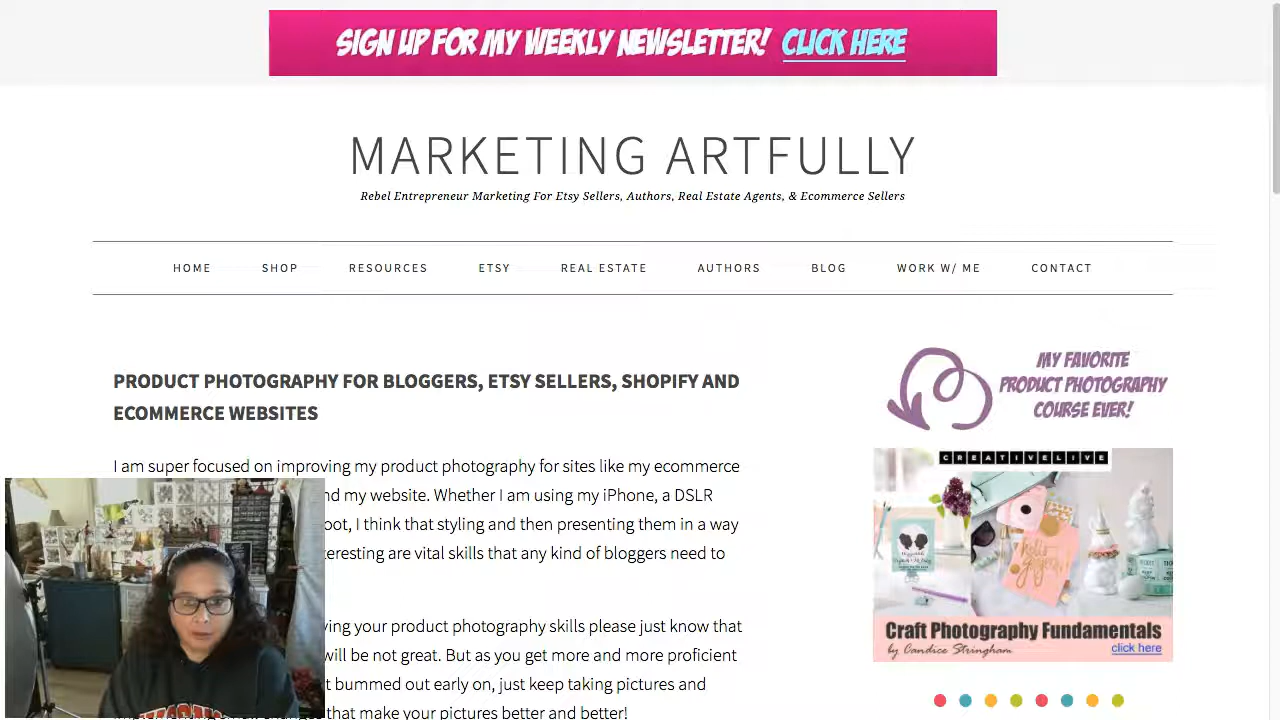 SIGN UP FOR MY WEEKLY NEWSLETTER! CLICK HERE
MARKETING ARTFULLY
Rebel Entrepreneur Marketing For Etsy Sellers, Authors, Real Estate Agents, & Ecommerce Sellers
HOME SHOP RESOURCES ETSY REAL ESTATE AUTHORS BLOG WORK W/ ME CONTACT
PRODUCT PHOTOGRAPHY FOR BLOGGERS, ETSY SELLERS, SHOPIFY AND
ECOMMERCE WEBSITES
I am super focused on improving my product photography for sites like my ecommerce
nd my website. Whether I am using my iPhone, a DSLR
oot, I think that styling and then presenting them in a way
teresting are vital skills that any kind of bloggers need to
ving your product photography skills please just know that
will be not great. But as you get more and more proficient
t bummed out early on, just keep taking pictures and
that make your pictures better and better!
MY FAVORITE
PRODUCT PHOTOGRAPHY
COURSE EVER!
CREATIVELIVE
hello
gorgeous
Craft Photography Fundamentals
by Candice Stringham
click here